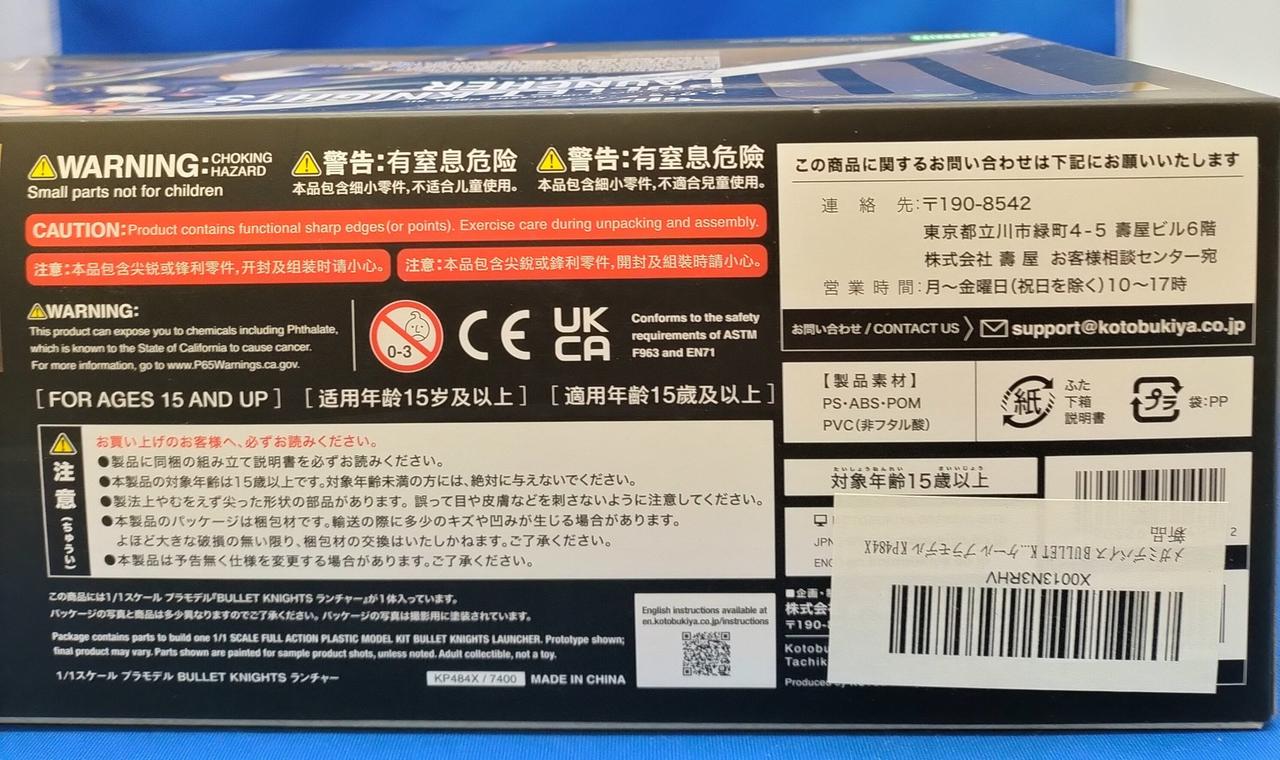 ⚠WARNING: CHOKING HAZARD
Small parts not for children
⚠警告:有窒息危险
本品包含细小零件,不适合儿童使用。
⚠警告:有窒息危險
本品包含細小零件,不適合兒童使用。
CAUTION: Product contains functional sharp edges(or points). Exercise care during unpacking and assembly.
注意:本品包含尖锐或锋利零件,开封及组装时请小心。
注意:本品包含尖銳或鋒利零件,開封及組裝時請小心。
⚠WARNING:
This product can expose you to chemicals including Phthalate,
which is known to the State of California to cause cancer.
For more information, go to www.P65Warnings.ca.gov.
0-3
CE
UK
CA
Conforms to the safety
requirements of ASTM
F963 and EN71
[FOR AGES 15 AND UP]
[适用年龄15岁及以上]
[適用年齡15歲及以上]
注意(ちゅうい)
お買い上げのお客様へ、必ずお読みください。
●製品に同梱の組み立て説明書を必ずお読みください。
●本製品の対象年齢は15歳以上です。対象年齢未満の方には、絶対に与えないでください。
●製法上やむをえず尖った形状の部品があります。誤って目や皮膚などを刺さないように注意してください。
●本製品のパッケージは梱包材です。輸送の際に多少のキズや凹みが生じる場合があります。
よほど大きな破損の無い限り、梱包材の交換はいたしかねます。ご了承ください。
●本製品は予告無く仕様を変更する場合があります。ご了承ください。
この商品には1/1スケール プラモデル『BULLET KNIGHTS ランチャー』が1体入っています。
パッケージの写真と商品は多少異なりますのでご了承ください。パッケージの写真は撮影用に塗装しています。
Package contains parts to build one 1/1 SCALE FULL ACTION PLASTIC MODEL KIT BULLET KNIGHTS LAUNCHER. Prototype shown;
final product may vary. Parts shown are painted for sample product shots, unless noted. Adult collectible, not a toy.
1/1スケール プラモデル BULLET KNIGHTS ランチャー
KP484X / 7400
MADE IN CHINA
English instructions available at
en.kotobukiya.co.jp/instructions
この商品に関するお問い合わせは下記にお願いいたします
連絡先:〒190-8542
東京都立川市緑町4-5 壽屋ビル6階
株式会社 壽屋 お客様相談センター宛
営業時間:月〜金曜日(祝日を除く)10〜17時
お問い合わせ / CONTACT US
support@kotobukiya.co.jp
【製品素材】
PS・ABS・POM
PVC(非フタル酸)
紙
ふた
下箱
説明書
プラ
袋:PP
たいしょうねんれい さいいじょう
対象年齢15歳以上
JPN
ENG
2
■企画・
株式会
〒190-8
Kotobu
Tachik
Produced
新品
メガミデバイス BULLET K...ケール プラモデル KP484X
X0013N3RHV